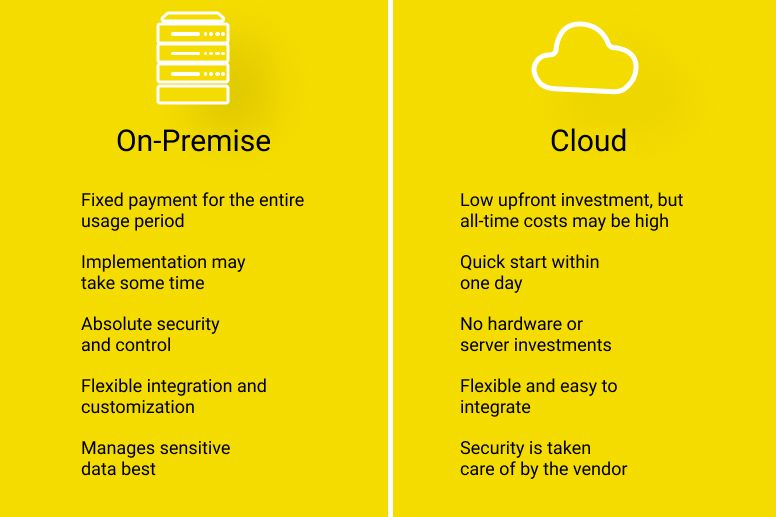 On-Premise
Fixed payment for the entire
usage period
Implementation may
take some time
Absolute security
and control
Flexible integration and
customization
Manages sensitive
data best
Cloud
Low upfront investment, but
all-time costs may be high
Quick start within
one day
No hardware or
server investments
Flexible and easy to
integrate
Security is taken
care of by the vendor